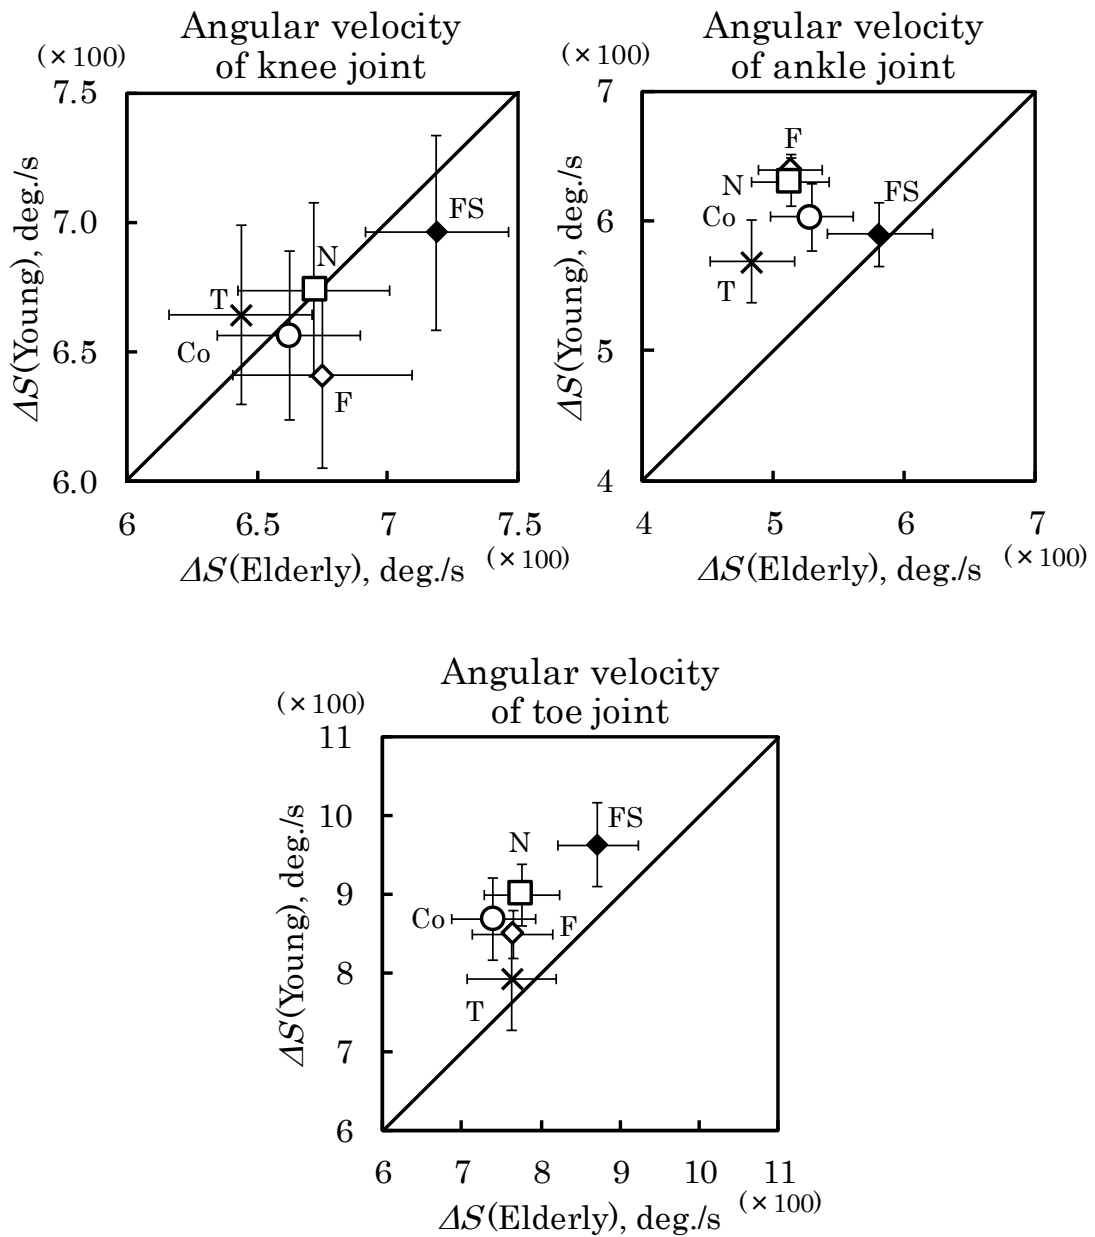 Angular velocity
of knee joint
(×100)
7.5
7.0
6.5
6.0
ΔS(Young), deg./s
FS
N
T
Co
F
6 6.5 7 7.5
(×100)
ΔS(Elderly), deg./s
Angular velocity
of ankle joint
(×100)
7
6
5
4
ΔS(Young), deg./s
F
N
FS
Co
T
4 5 6 7
(×100)
ΔS(Elderly), deg./s
Angular velocity
of toe joint
(×100)
11
10
9
8
7
6
ΔS(Young), deg./s
FS
N
Co
F
T
6 7 8 9 10 11
(×100)
ΔS(Elderly), deg./s